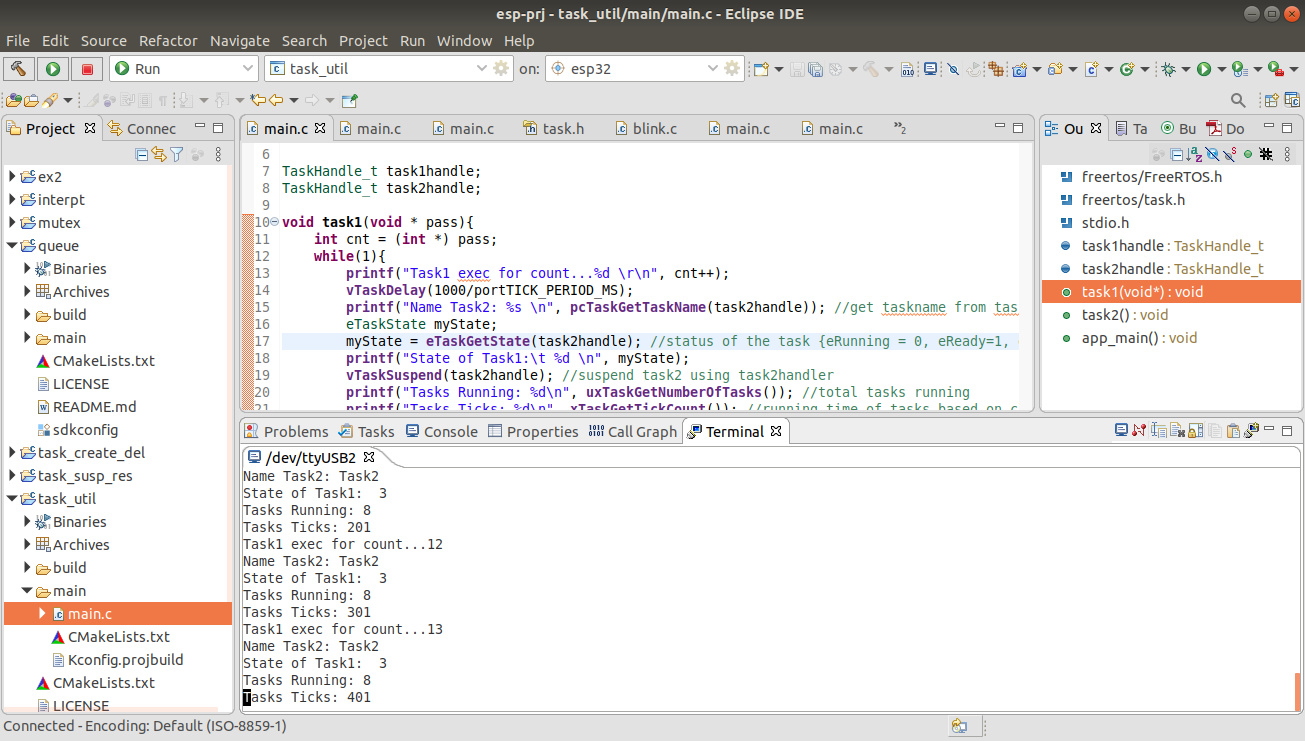 esp-prj - task_util/main/main.c - Eclipse IDE
File Edit Source Refactor Navigate Search Project Run Window Help
Run task_util on: esp32
Project Connec
ex2
interpt
mutex
queue
Binaries
Archives
build
main
CMakeLists.txt
LICENSE
README.md
sdkconfig
task_create_del
task_susp_res
task_util
Binaries
Archives
build
main
main.c
CMakeLists.txt
Kconfig.projbuild
CMakeLists.txt
LICENSE
main.c main.c main.c task.h blink.c main.c main.c »2
6
7 TaskHandle_t task1handle;
8 TaskHandle_t task2handle;
9
10 void task1(void * pass){
11 int cnt = (int *) pass;
12 while(1){
13 printf("Task1 exec for count...%d \r\n", cnt++);
14 vTaskDelay(1000/portTICK_PERIOD_MS);
15 printf("Name Task2: %s \n", pcTaskGetTaskName(task2handle)); //get taskname from tas
16 eTaskState myState;
17 myState = eTaskGetState(task2handle); //status of the task {eRunning = 0, eReady=1,
18 printf("State of Task1:\t %d \n", myState);
19 vTaskSuspend(task2handle); //suspend task2 using task2handler
20 printf("Tasks Running: %d\n", uxTaskGetNumberOfTasks()); //total tasks running
21 printf("Tasks Ticks: %d\n", xTaskGetTickCount()); //running time of tasks based on c
Ou Ta Bu Do
freertos/FreeRTOS.h
freertos/task.h
stdio.h
task1handle : TaskHandle_t
task2handle : TaskHandle_t
task1(void*) : void
task2() : void
app_main() : void
Problems Tasks Console Properties Call Graph Terminal
/dev/ttyUSB2
Name Task2: Task2
State of Task1:  3
Tasks Running: 8
Tasks Ticks: 201
Task1 exec for count...12
Name Task2: Task2
State of Task1:  3
Tasks Running: 8
Tasks Ticks: 301
Task1 exec for count...13
Name Task2: Task2
State of Task1:  3
Tasks Running: 8
Tasks Ticks: 401
Connected - Encoding: Default (ISO-8859-1)